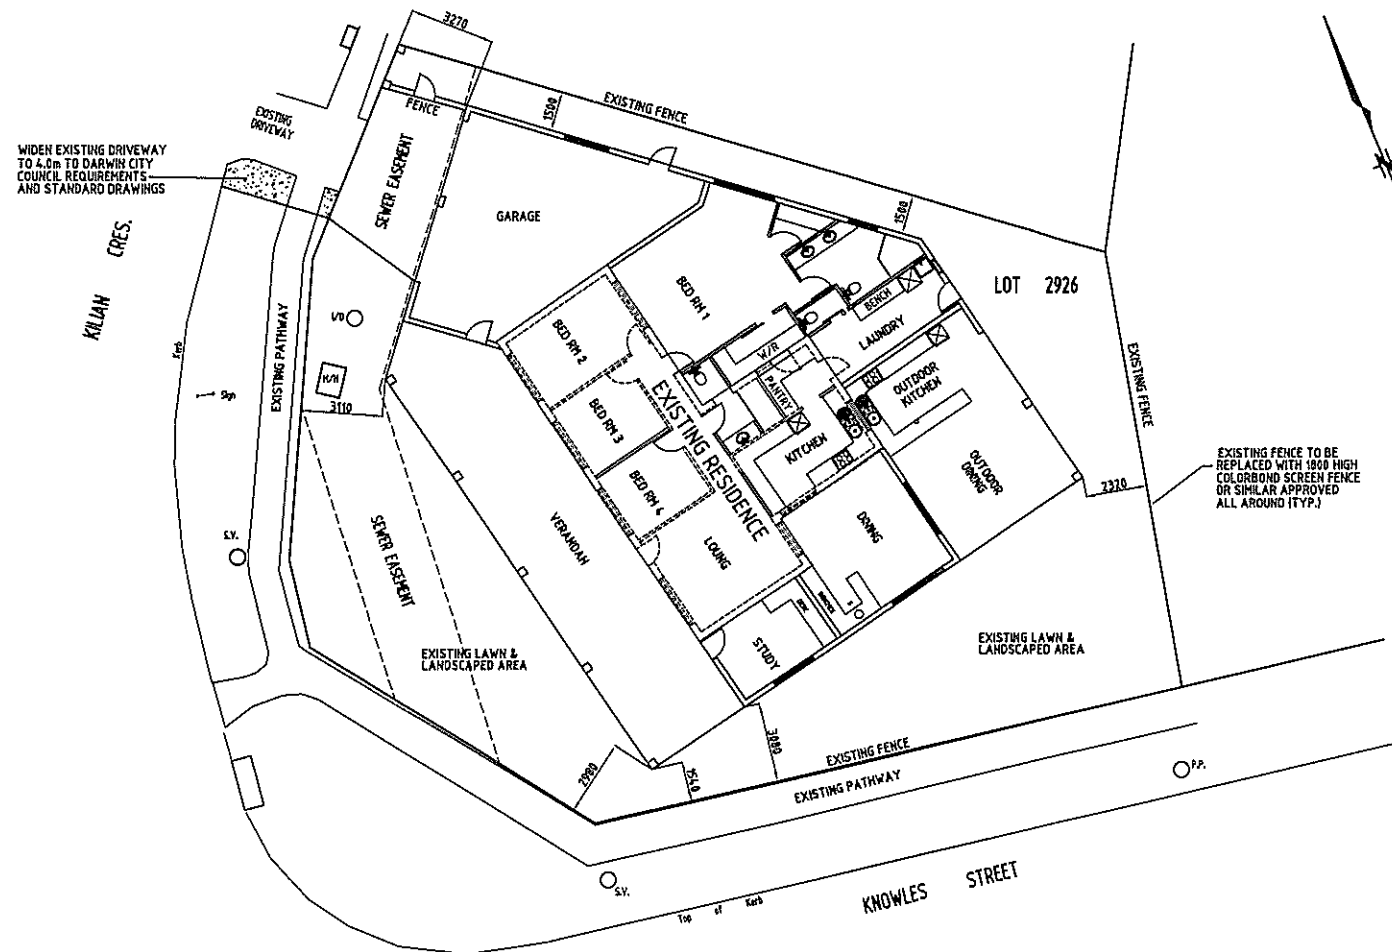 3270
EXISTING FENCE
1500
FENCE
EXISTING
DRIVEWAY
WIDEN EXISTING DRIVEWAY
TO 4.0m TO DARWIN CITY
COUNCIL REQUIREMENTS
AND STANDARD DRAWINGS
SEWER EASEMENT
GARAGE
1500
KILIAN CRES.
BED RM 1
LOT 2926
BENCH
LAUNDRY
W/R
BED RM 2
EXISTING PATHWAY
Kerb
Sign
3110
BED RM 3
PANTRY
KITCHEN
OUTDOOR
KITCHEN
EXISTING FENCE
EXISTING RESIDENCE
OUTDOOR
DINING
2320
EXISTING FENCE TO BE
REPLACED WITH 1800 HIGH
COLORBOND SCREEN FENCE
OR SIMILAR APPROVED
ALL AROUND (TYP.)
BED RM 4
DINING
S.V.
SEWER EASEMENT
VERANDAH
LOUNG
STUDY
EXISTING LAWN &
LANDSCAPED AREA
EXISTING LAWN &
LANDSCAPED AREA
3080
2980
1540
EXISTING FENCE
EXISTING PATHWAY
P.P.
S.V.
Top of Kerb
KNOWLES STREET